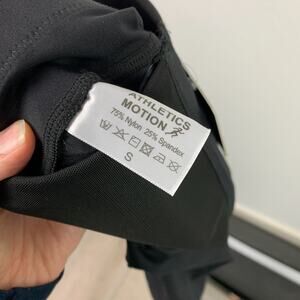 ATHLETICS
MOTION
75% Nylon 25% Spandex
S